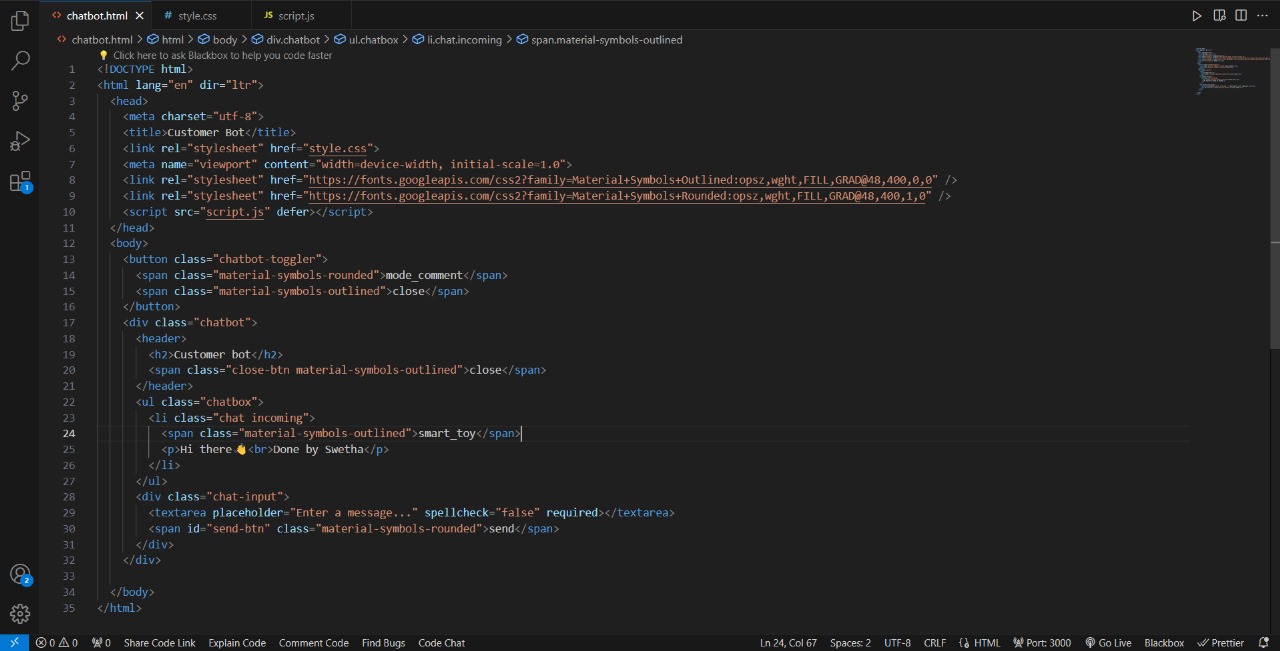 chatbot.html
style.css
script.js
chatbot.html > html > body > div.chatbot > ul.chatbox > li.chat.incoming > span.material-symbols-outlined
Click here to ask Blackbox to help you code faster
1 <!DOCTYPE html>
2 <html lang="en" dir="ltr">
3 <head>
4 <meta charset="utf-8">
5 <title>Customer Bot</title>
6 <link rel="stylesheet" href="style.css">
7 <meta name="viewport" content="width=device-width, initial-scale=1.0">
8 <link rel="stylesheet" href="https://fonts.googleapis.com/css2?family=Material+Symbols+Outlined:opsz,wght,FILL,GRAD@48,400,0,0" />
9 <link rel="stylesheet" href="https://fonts.googleapis.com/css2?family=Material+Symbols+Rounded:opsz,wght,FILL,GRAD@48,400,1,0" />
10 <script src="script.js" defer></script>
11 </head>
12 <body>
13 <button class="chatbot-toggler">
14 <span class="material-symbols-rounded">mode_comment</span>
15 <span class="material-symbols-outlined">close</span>
16 </button>
17 <div class="chatbot">
18 <header>
19 <h2>Customer bot</h2>
20 <span class="close-btn material-symbols-outlined">close</span>
21 </header>
22 <ul class="chatbox">
23 <li class="chat incoming">
24 <span class="material-symbols-outlined">smart_toy</span>
25 <p>Hi there👋<br>Done by Swetha</p>
26 </li>
27 </ul>
28 <div class="chat-input">
29 <textarea placeholder="Enter a message..." spellcheck="false" required></textarea>
30 <span id="send-btn" class="material-symbols-rounded">send</span>
31 </div>
32 </div>
33
34 </body>
35 </html>
1
2
0 0 0 Share Code Link Explain Code Comment Code Find Bugs Code Chat Ln 24, Col 67 Spaces: 2 UTF-8 CRLF HTML Port: 3000 Go Live Blackbox Prettier